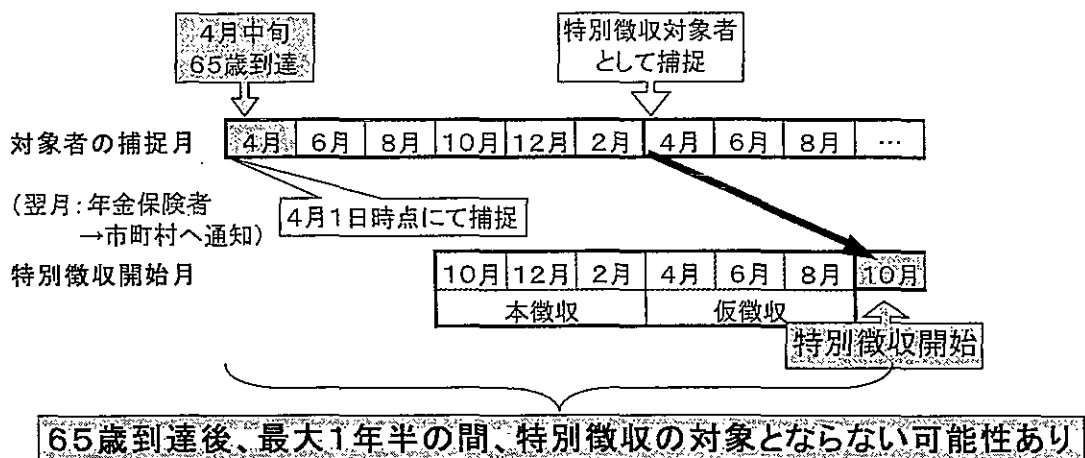 4月中旬
65歳到達
特別徴収対象者
として捕捉
対象者の捕捉月
4月 6月 8月 10月 12月 2月 4月 6月 8月 …
(翌月:年金保険者
→市町村へ通知)
4月1日時点にて捕捉
特別徴収開始月
10月 12月 2月 4月 6月 8月 10月
本徴収 仮徴収
特別徴収開始
65歳到達後、最大1年半の間、特別徴収の対象とならない可能性あり